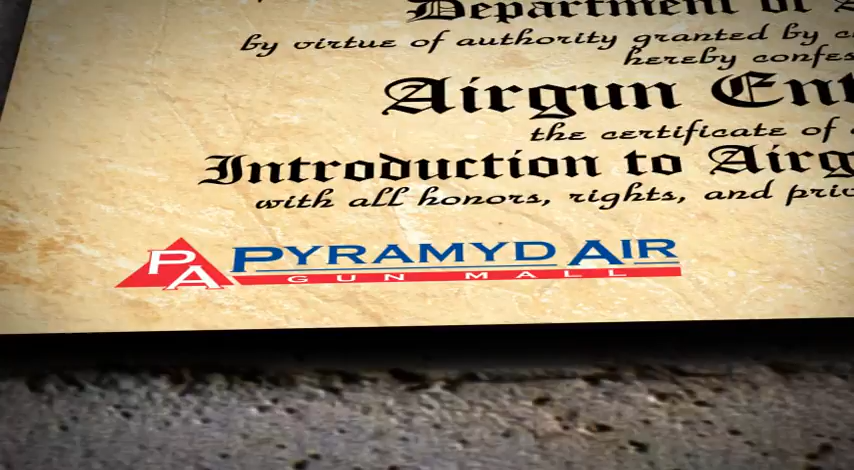 Department of
by virtue of authority granted by
hereby
Airgun
the certificate of
Introduction to
with all honors, rights, and
PA PYRAMYD AIR
GUN MALL